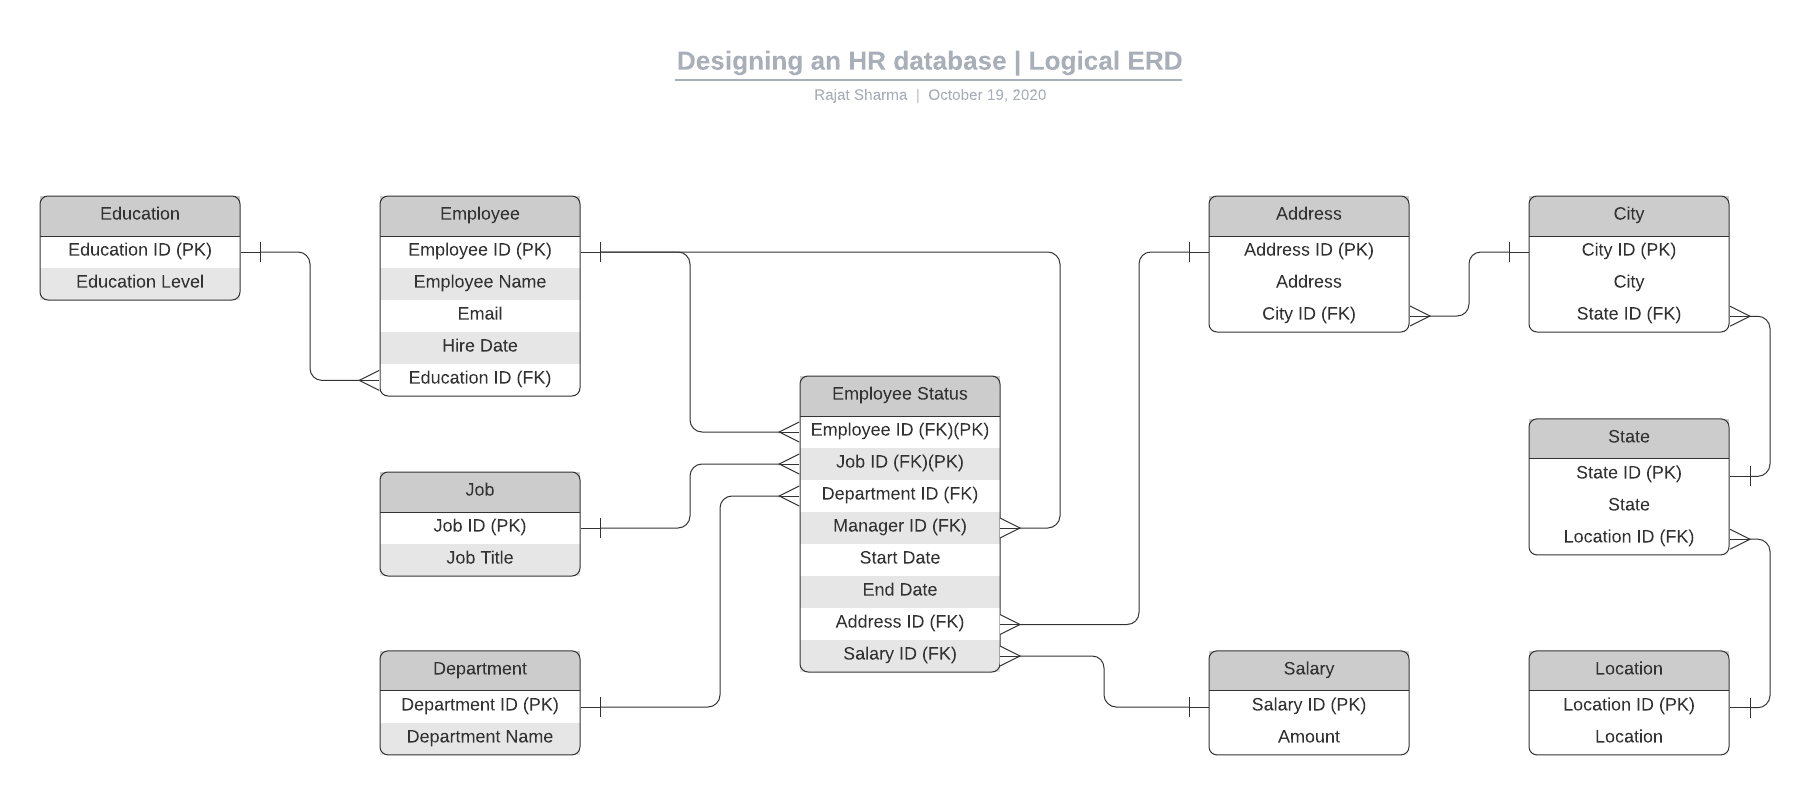 Designing an HR database | Logical ERD
Rajat Sharma | October 19, 2020
Education
Education ID (PK)
Education Level
Employee
Employee ID (PK)
Employee Name
Email
Hire Date
Education ID (FK)
Job
Job ID (PK)
Job Title
Department
Department ID (PK)
Department Name
Employee Status
Employee ID (FK)(PK)
Job ID (FK)(PK)
Department ID (FK)
Manager ID (FK)
Start Date
End Date
Address ID (FK)
Salary ID (FK)
Address
Address ID (PK)
Address
City ID (FK)
Salary
Salary ID (PK)
Amount
City
City ID (PK)
City
State ID (FK)
State
State ID (PK)
State
Location ID (FK)
Location
Location ID (PK)
Location